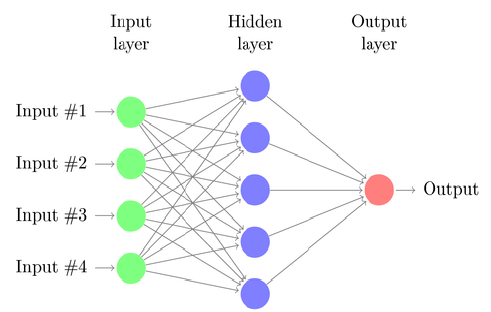 Input
layer
Hidden
layer
Output
layer
Input #1
Input #2
Input #3
Input #4
Output